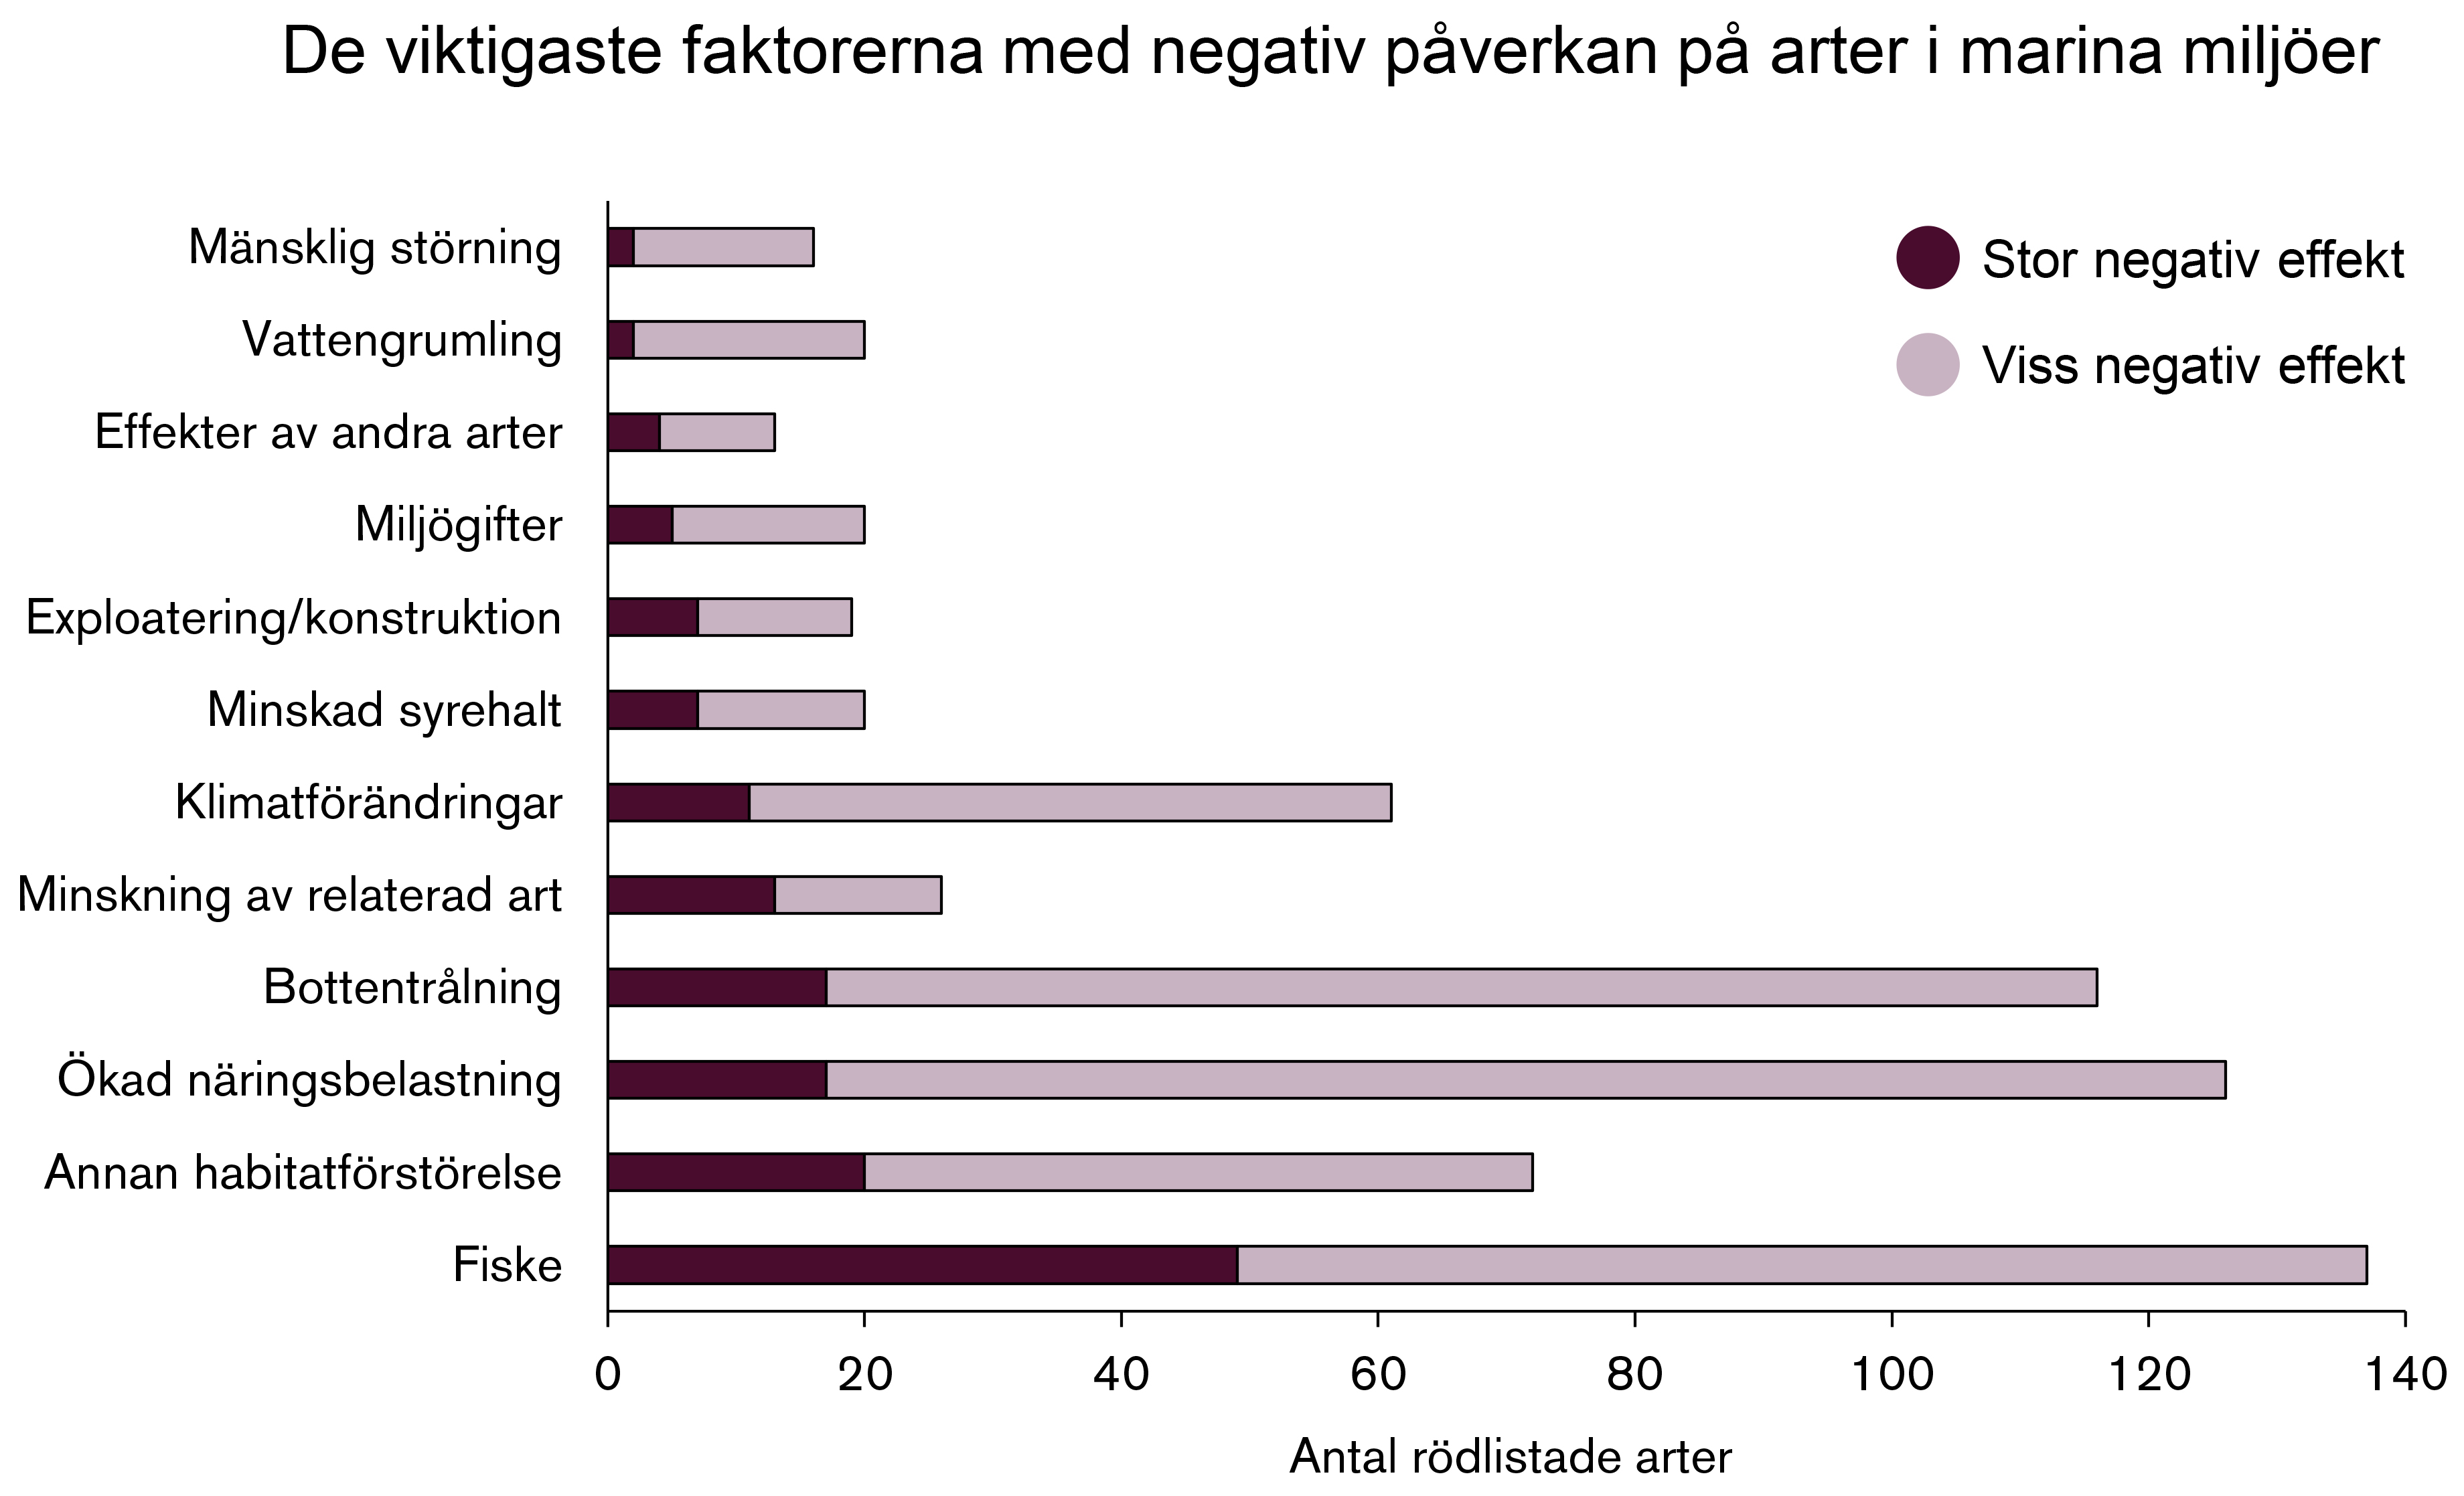 De viktigaste faktorerna med negativ påverkan på arter i marina miljöer
Stor negativ effekt
Viss negativ effekt
Mänsklig störning
Vattengrumling
Effekter av andra arter
Miljögifter
Exploatering/konstruktion
Minskad syrehalt
Klimatförändringar
Minskning av relaterad art
Bottentrålning
Ökad näringsbelastning
Annan habitatförstörelse
Fiske
0 20 40 60 80 100 120 140
Antal rödlistade arter